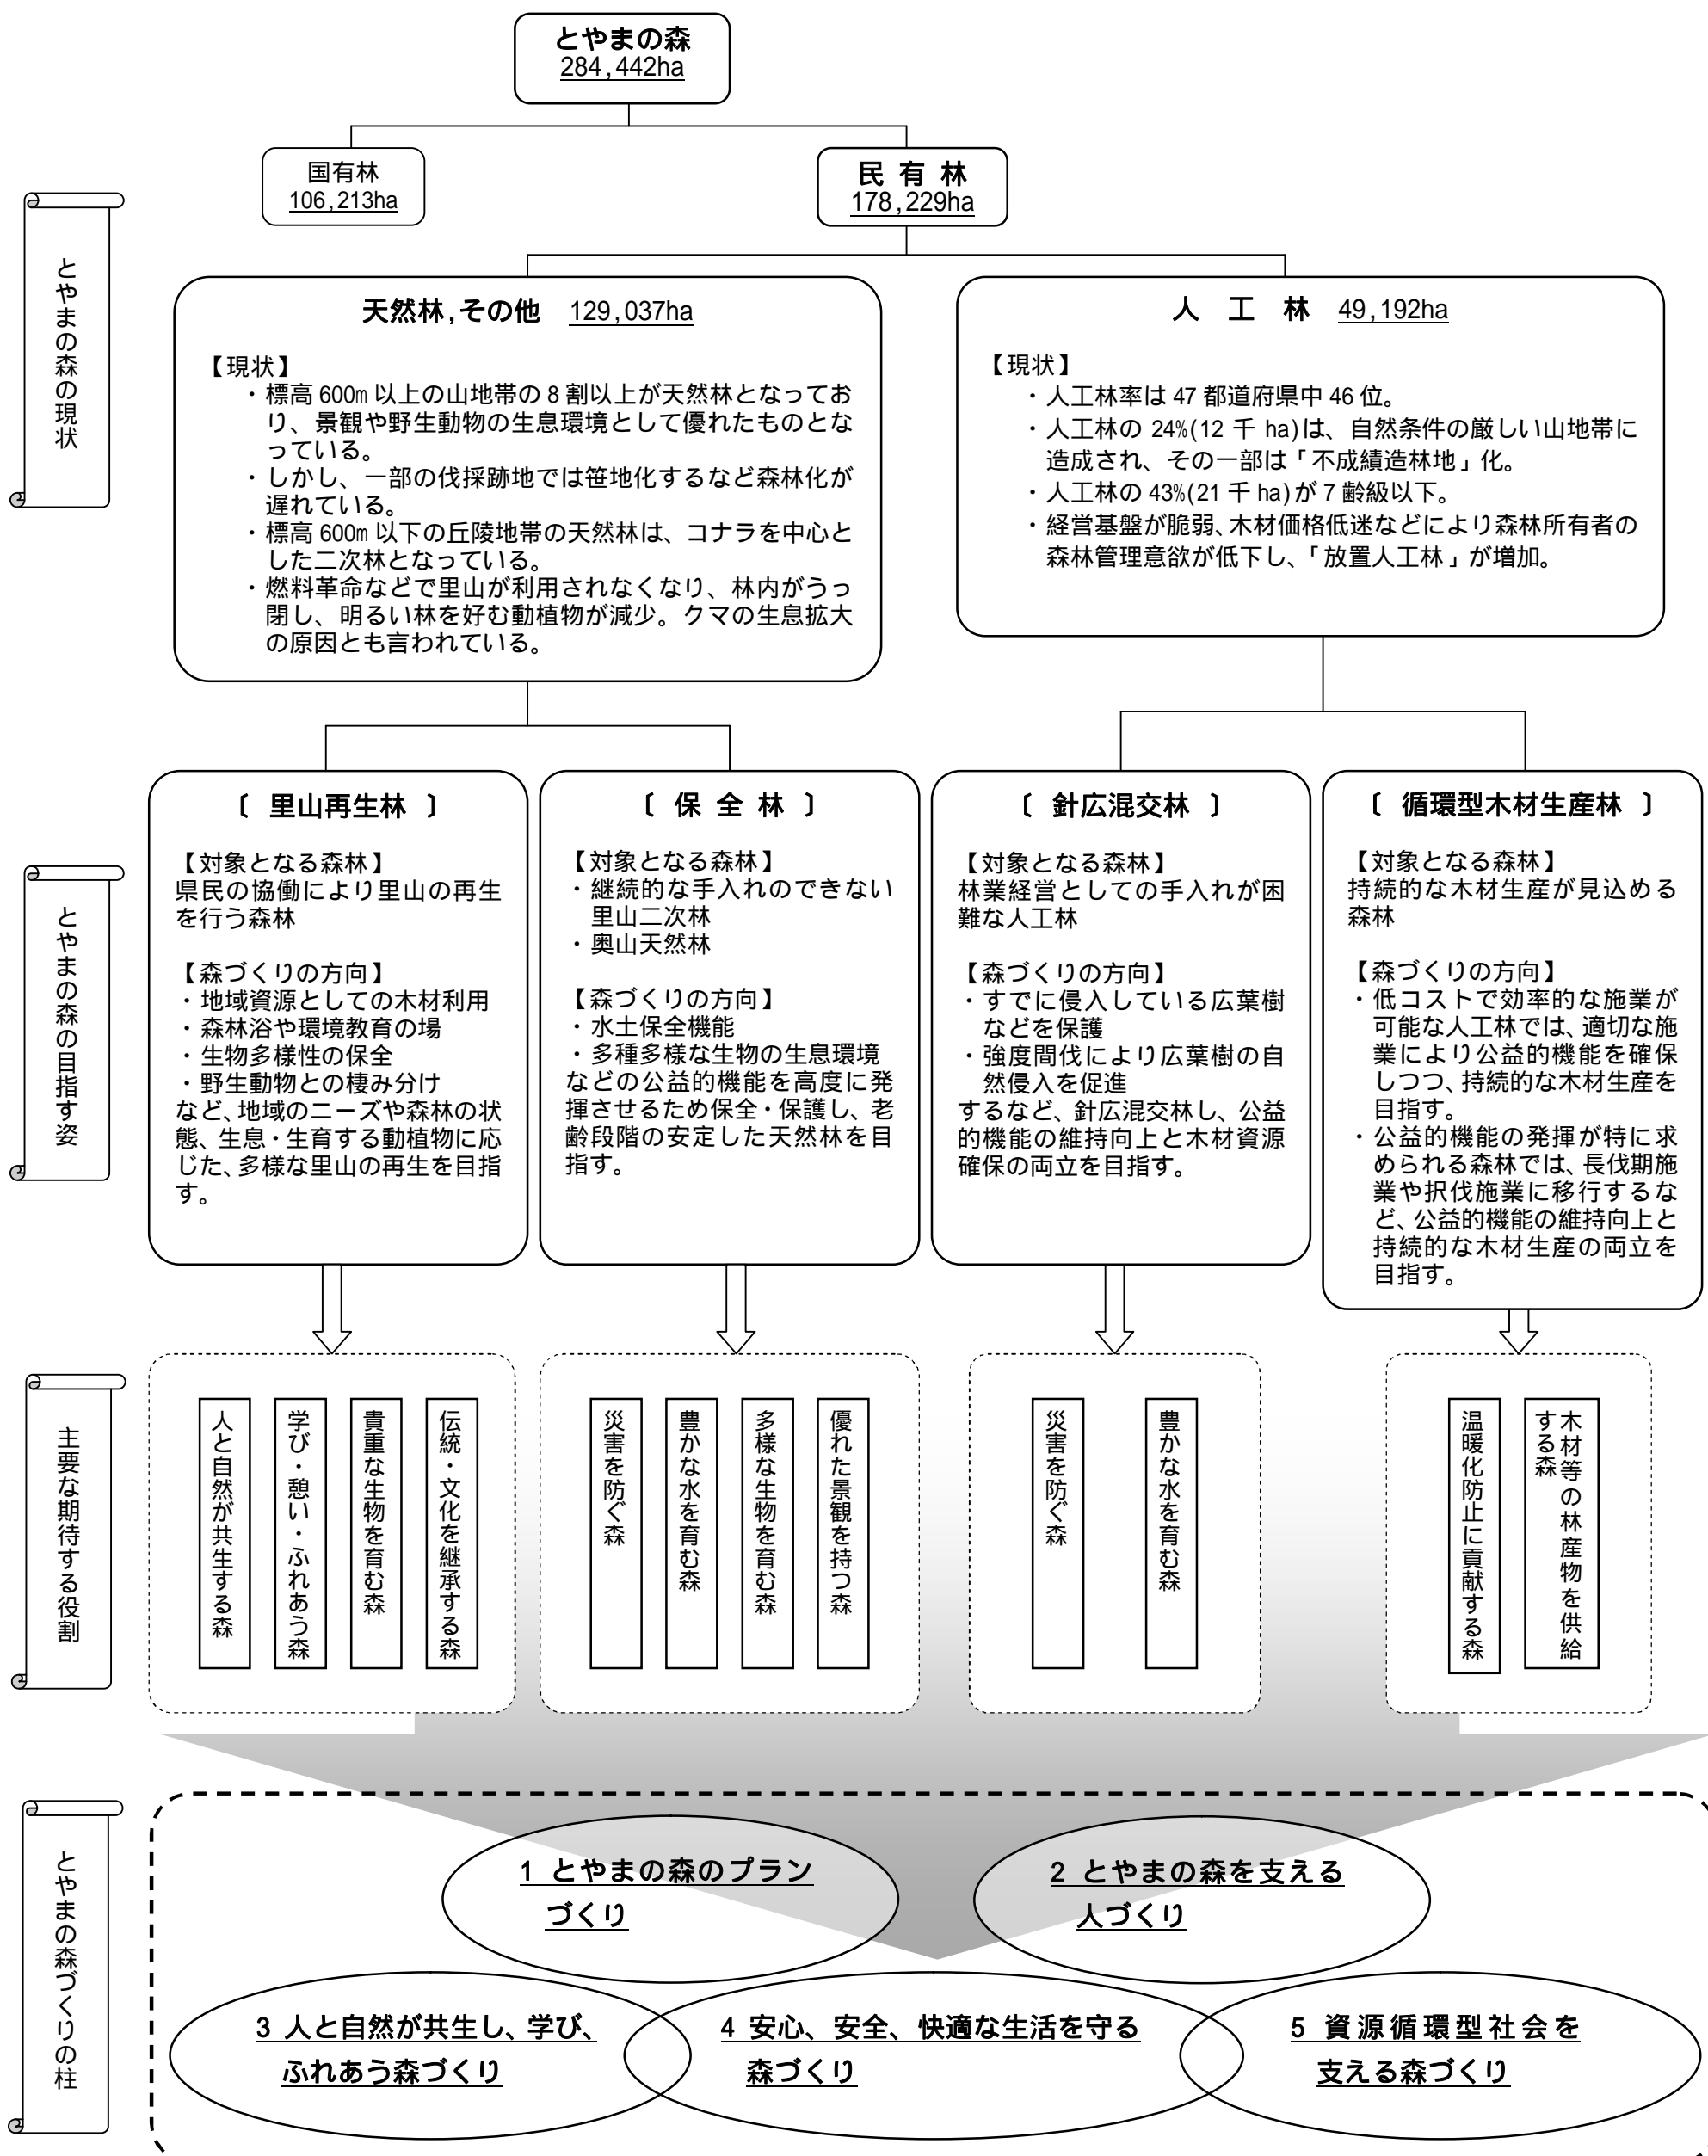 とやまの森
284,442ha
国有林
106,213ha
民 有 林
178,229ha
とやまの森の現状
天然林,その他 129,037ha
【現状】
・標高 600m 以上の山地帯の 8 割以上が天然林となってお
り、景観や野生動物の生息環境として優れたものとな
っている。
・しかし、一部の伐採跡地では笹地化するなど森林化が
遅れている。
・標高 600m 以下の丘陵地帯の天然林は、コナラを中心と
した二次林となっている。
・燃料革命などで里山が利用されなくなり、林内がうっ
閉し、明るい林を好む動植物が減少。クマの生息拡大
の原因とも言われている。
人 工 林 49,192ha
【現状】
・人工林率は 47 都道府県中 46 位。
・人工林の 24%(12 千 ha)は、自然条件の厳しい山地帯に
造成され、その一部は「不成績造林地」化。
・人工林の 43%(21 千 ha)が 7 齢級以下。
・経営基盤が脆弱、木材価格低迷などにより森林所有者の
森林管理意欲が低下し、「放置人工林」が増加。
とやまの森の目指す姿
〔 里山再生林 〕
【対象となる森林】
県民の協働により里山の再生
を行う森林
【森づくりの方向】
・地域資源としての木材利用
・森林浴や環境教育の場
・生物多様性の保全
・野生動物との棲み分け
など、地域のニーズや森林の状
態、生息・生育する動植物に応
じた、多様な里山の再生を目指
す。
〔 保 全 林 〕
【対象となる森林】
・継続的な手入れのできない
里山二次林
・奥山天然林
【森づくりの方向】
・水土保全機能
・多種多様な生物の生息環境
などの公益的機能を高度に発
揮させるため保全・保護し、老
齢段階の安定した天然林を目
指す。
〔 針広混交林 〕
【対象となる森林】
林業経営としての手入れが困
難な人工林
【森づくりの方向】
・すでに侵入している広葉樹
などを保護
・強度間伐により広葉樹の自
然侵入を促進
するなど、針広混交林し、公益
的機能の維持向上と木材資源
確保の両立を目指す。
〔 循環型木材生産林 〕
【対象となる森林】
持続的な木材生産が見込める
森林
【森づくりの方向】
・低コストで効率的な施業が
可能な人工林では、適切な施
業により公益的機能を確保
しつつ、持続的な木材生産を
目指す。
・公益的機能の発揮が特に求
められる森林では、長伐期施
業や択伐施業に移行するな
ど、公益的機能の維持向上と
持続的な木材生産の両立を
目指す。
主要な期待する役割
人と自然が共生する森
学び・憩い・ふれあう森
貴重な生物を育む森
伝統・文化を継承する森
災害を防ぐ森
豊かな水を育む森
多様な生物を育む森
優れた景観を持つ森
災害を防ぐ森
豊かな水を育む森
温暖化防止に貢献する森
木材等の林産物を供給
する森
とやまの森づくりの柱
1 とやまの森のプラン
づくり
2 とやまの森を支える
人づくり
3 人と自然が共生し、学び、
ふれあう森づくり
4 安心、安全、快適な生活を守る
森づくり
5 資源循環型社会を
支える森づくり